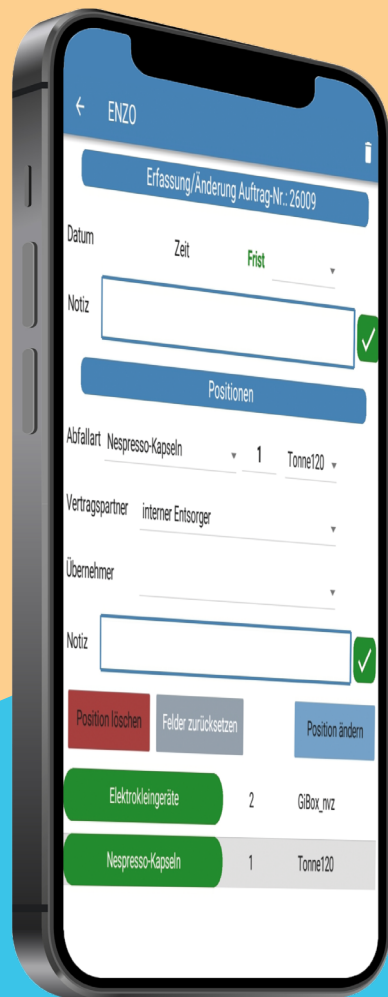 ENZO
Erfassung/Änderung Auftrag-Nr.: 26009
Datum Zeit Frist
Notiz
Positionen
Abfallart Nespresso-Kapseln 1 Tonne120
Vertragspartner interner Entsorger
Übernehmer
Notiz
Position löschen Felder zurücksetzen Position ändern
Elektrokleingeräte 2 GiBox_nvz
Nespresso-Kapseln 1 Tonne120